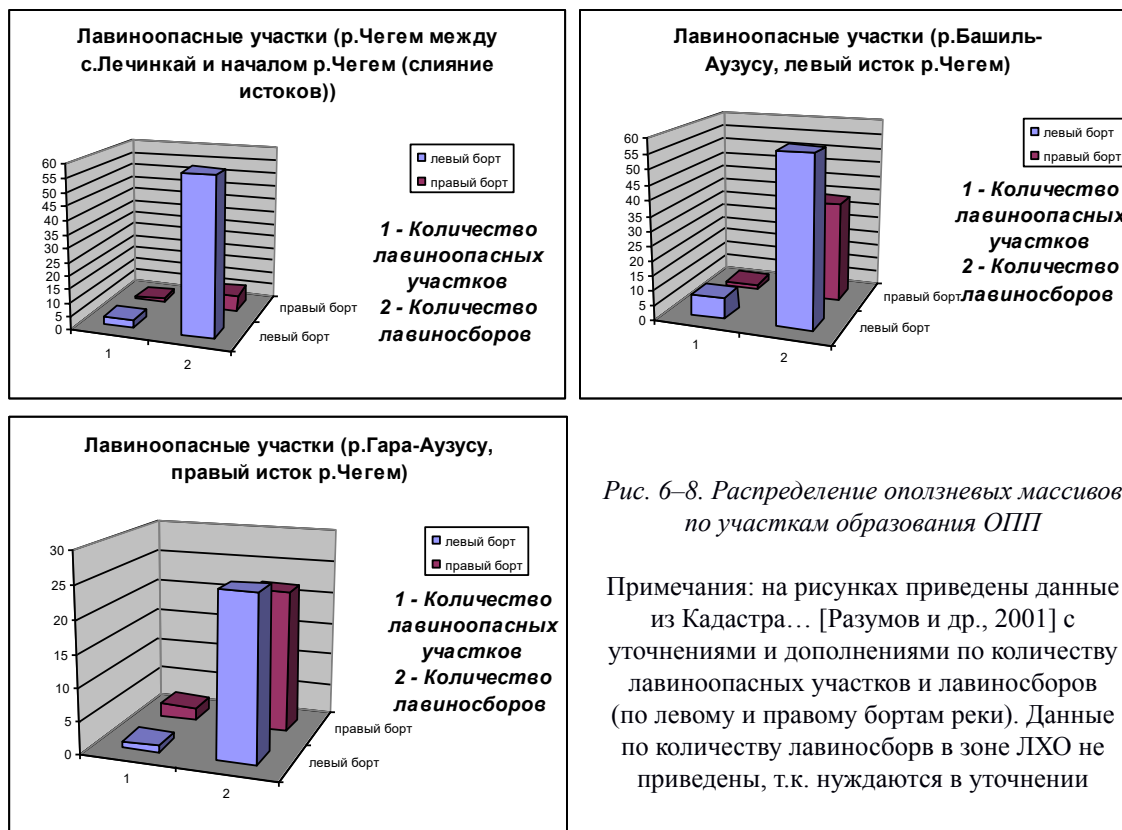 Лавиноопасные участки (р.Чегем между
с.Лечинкай и началом р.Чегем (слияние
истоков))
60
55
50
45
40
35
30
25
20
15
10
5
0
1
2
правый борт
левый борт
левый борт
правый борт
1 - Количество
лавиноопасных
участков
2 - Количество
лавиносборов
Лавиноопасные участки (р.Башиль-
Аузусу, левый исток р.Чегем)
60
55
50
45
40
35
30
25
20
15
10
5
0
1
2
правый борт
левый борт
левый борт
правый борт
1 - Количество
лавиноопасных
участков
2 - Количество
лавиносборов
Лавиноопасные участки (р.Гара-Аузусу,
правый исток р.Чегем)
30
25
20
15
10
5
0
1
2
правый борт
левый борт
левый борт
правый борт
1 - Количество
лавиноопасных
участков
2 - Количество
лавиносборов
Рис. 6–8. Распределение оползневых массивов
по участкам образования ОПП
Примечания: на рисунках приведены данные
из Кадастра… [Разумов и др., 2001] с
уточнениями и дополнениями по количеству
лавиноопасных участков и лавиносборов
(по левому и правому бортам реки). Данные
по количеству лавиносборв в зоне ЛХО не
приведены, т.к. нуждаются в уточнении